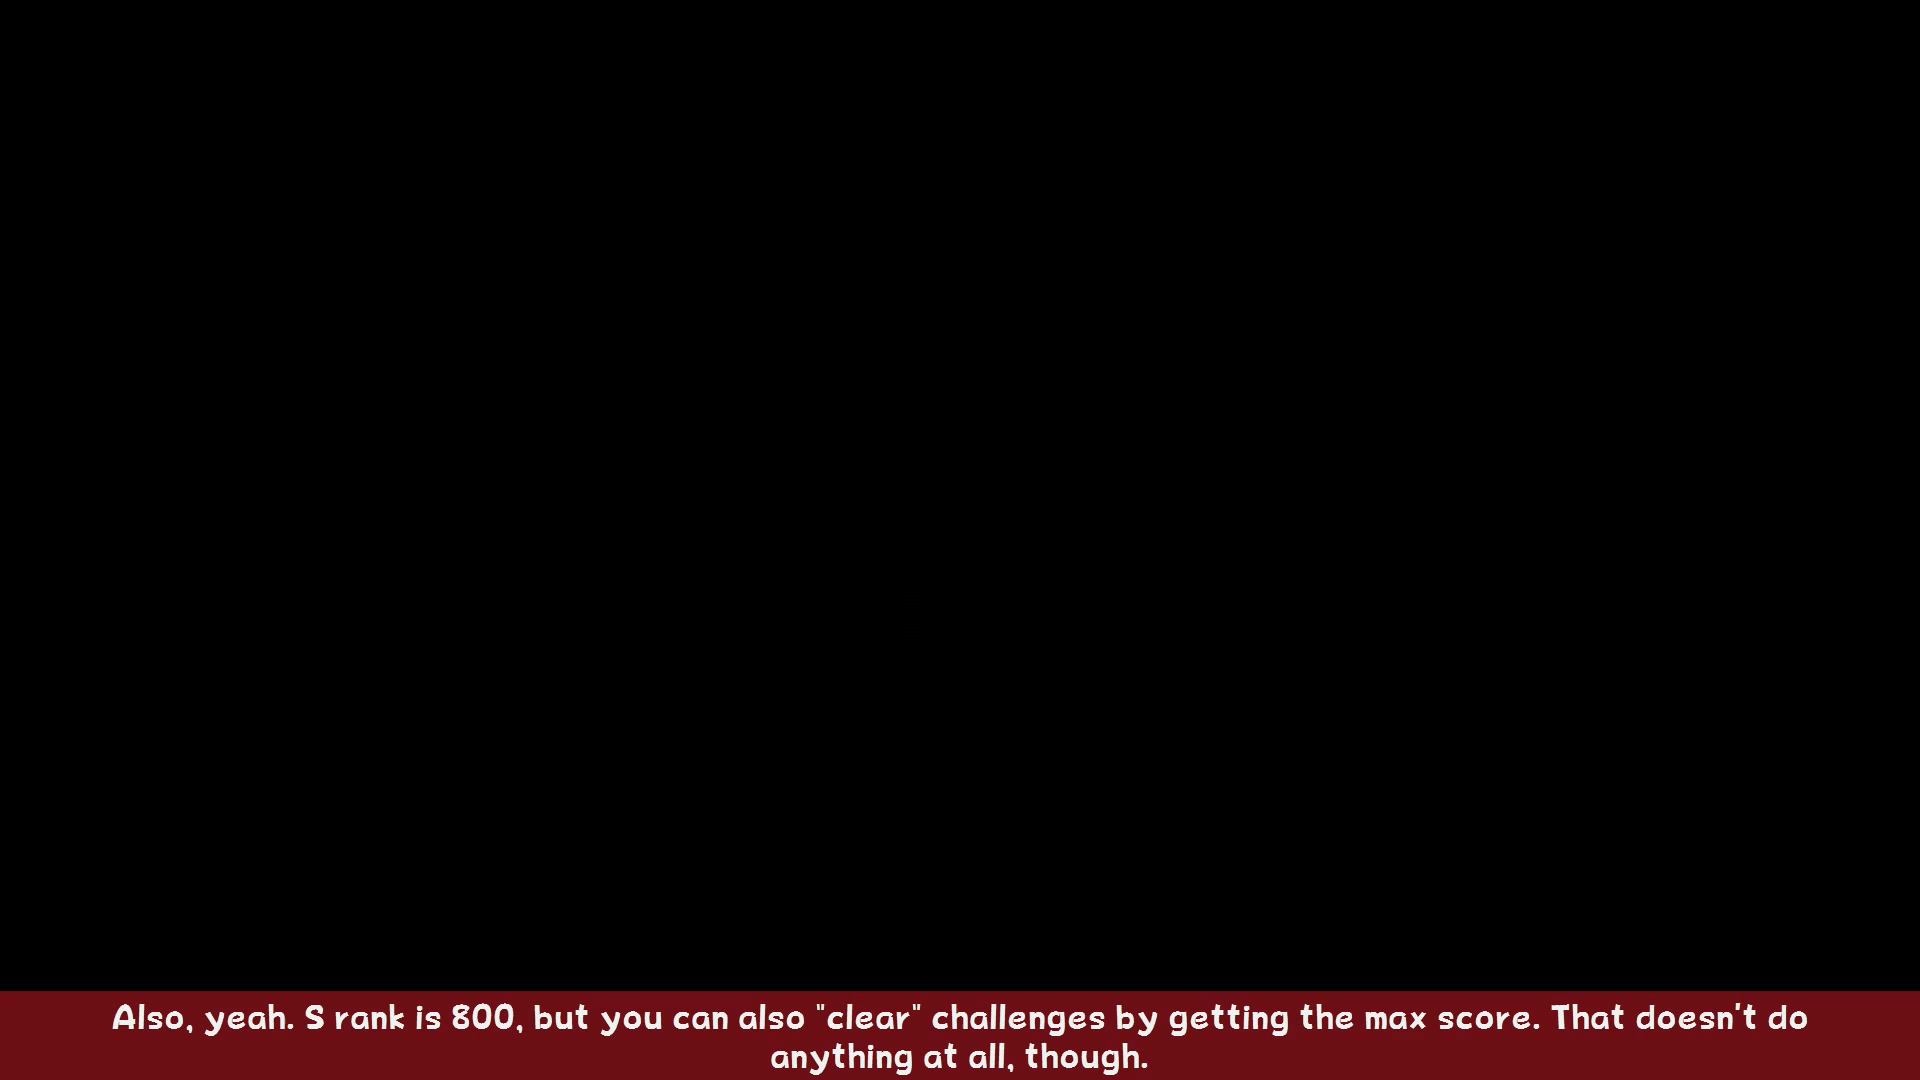 Also, yeah. S rank is 800, but you can also "clear" challenges by getting the max score. That doesn't do
anything at all, though.